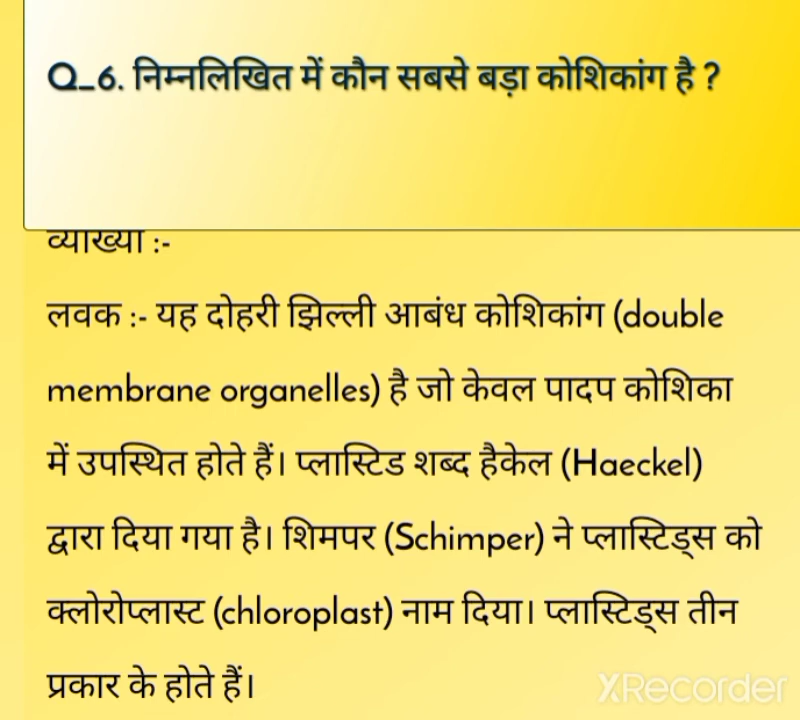 Q_6. निम्नलिखित में कौन सबसे बड़ा कोशिकांग है ?
व्याख्या :-
लवक :- यह दोहरी झिल्ली आबंध कोशिकांग (double
membrane organelles) है जो केवल पादप कोशिका
में उपस्थित होते हैं। प्लास्टिड शब्द हैकेल (Haeckel)
द्वारा दिया गया है। शिमपर (Schimper) ने प्लास्टिड्स को
क्लोरोप्लास्ट (chloroplast) नाम दिया। प्लास्टिड्स तीन
प्रकार के होते हैं।
XRecorder